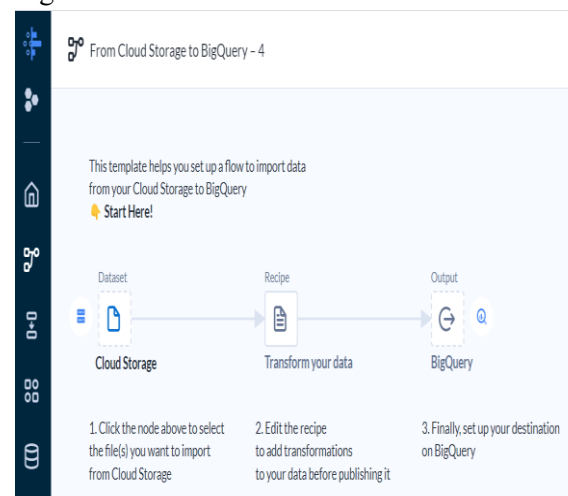 From Cloud Storage to BigQuery – 4
This template helps you set up a flow to import data
from your Cloud Storage to BigQuery
👇 Start Here!
Dataset
Recipe
Output
Cloud Storage
Transform your data
BigQuery
1. Click the node above to select
the file(s) you want to import
from Cloud Storage
2. Edit the recipe
to add transformations
to your data before publishing it
3. Finally, set up your destination
on BigQuery